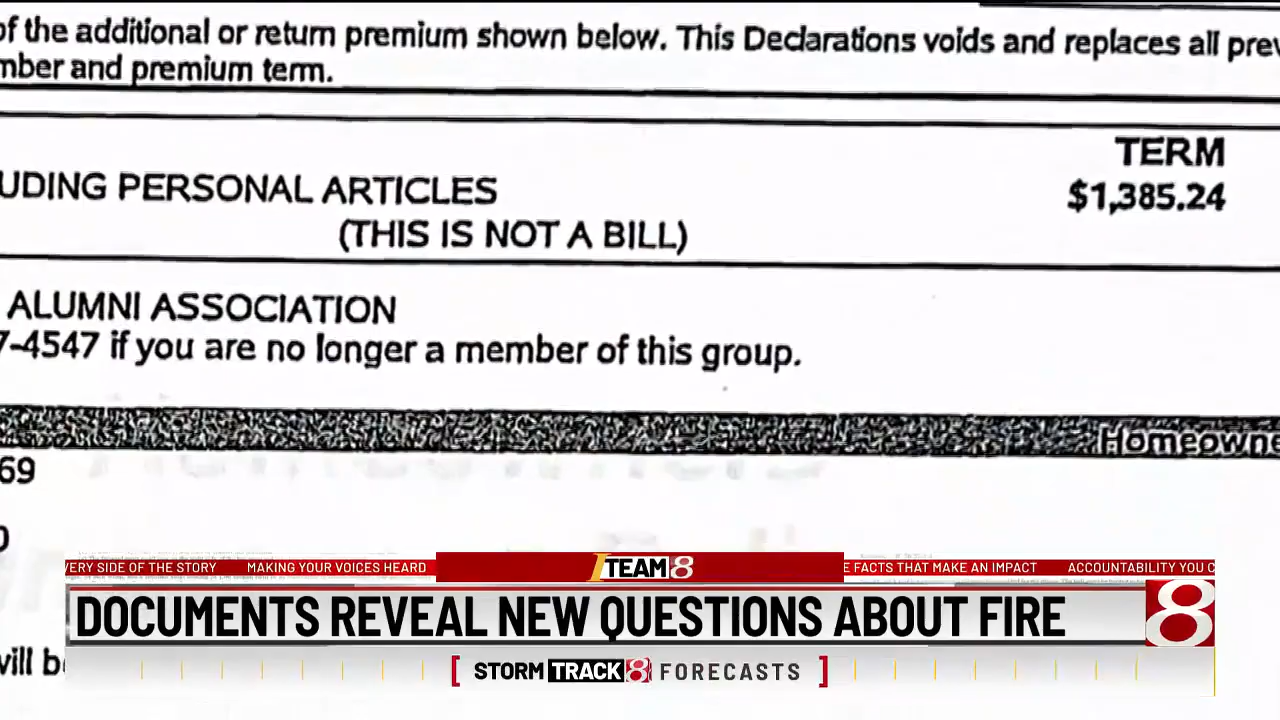 of the additional or return premium shown below. This Declarations voids and replaces all prev
mber and premium term.
TERM
UDING PERSONAL ARTICLES
$1,385.24
(THIS IS NOT A BILL)
ALUMNI ASSOCIATION
7-4547 if you are no longer a member of this group.
Homeowne
69
0
will b
VERY SIDE OF THE STORY MAKING YOUR VOICES HEARD
I TEAM 8
E FACTS THAT MAKE AN IMPACT ACCOUNTABILITY YOU C
DOCUMENTS REVEAL NEW QUESTIONS ABOUT FIRE
8
[ STORM TRACK 8 FORECASTS ]